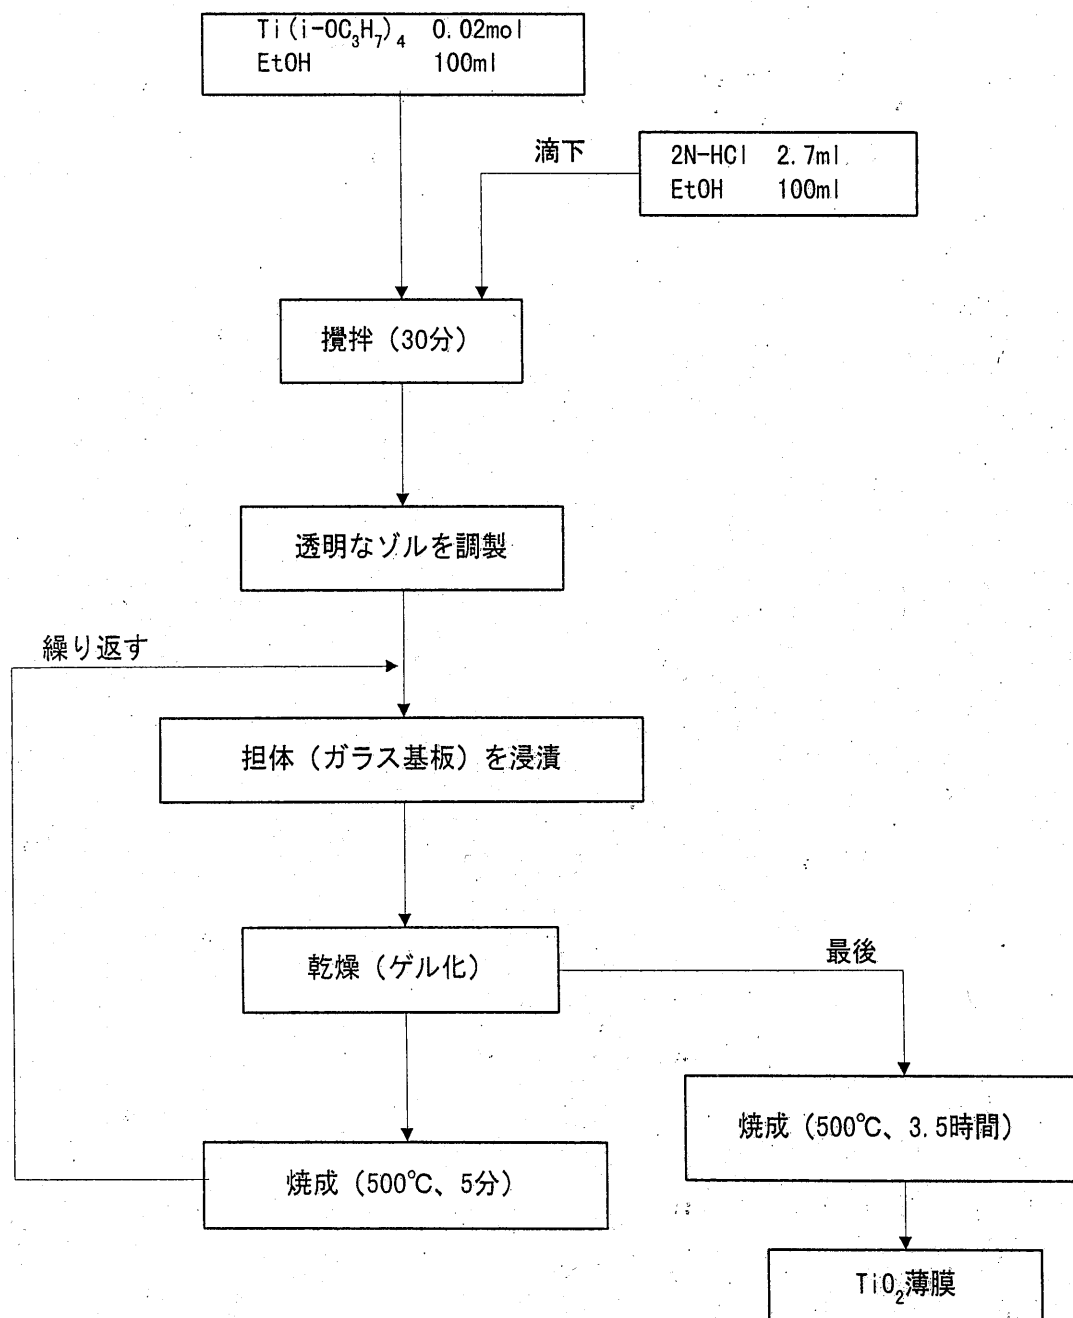 Ti(i-OC₃H₇)₄ 0.02mol
EtOH 100ml
滴下
2N-HCl 2.7ml
EtOH 100ml
攪拌（30分）
透明なゾルを調製
繰り返す
担体（ガラス基板）を浸漬
乾燥（ゲル化）
最後
焼成（500℃、3.5時間）
焼成（500℃、5分）
TiO₂薄膜